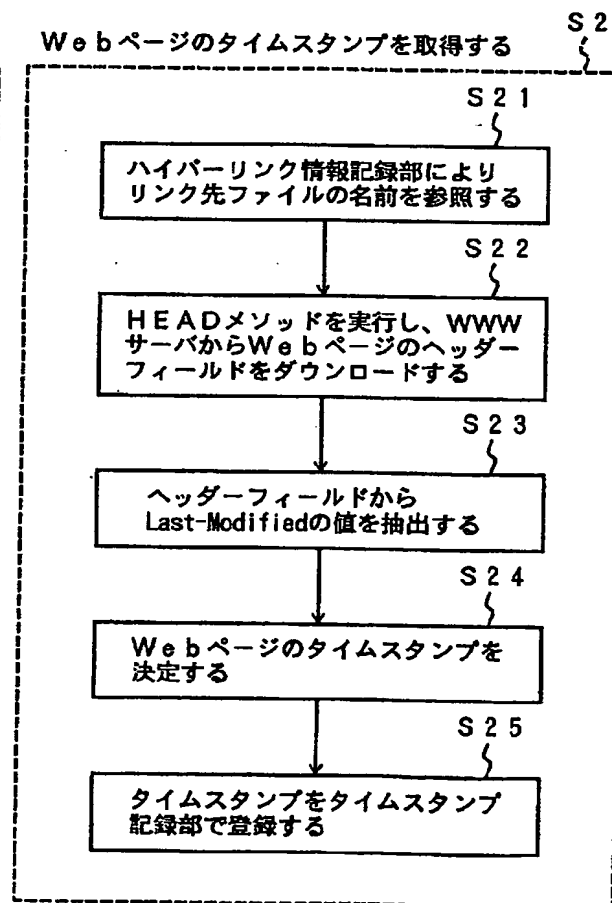 S2
Webページのタイムスタンプを取得する
S21
ハイパーリンク情報記録部により
リンク先ファイルの名前を参照する
S22
HEADメソッドを実行し、WWW
サーバからWebページのヘッダー
フィールドをダウンロードする
S23
ヘッダーフィールドから
Last-Modifiedの値を抽出する
S24
Webページのタイムスタンプを
決定する
S25
タイムスタンプをタイムスタンプ
記録部で登録する